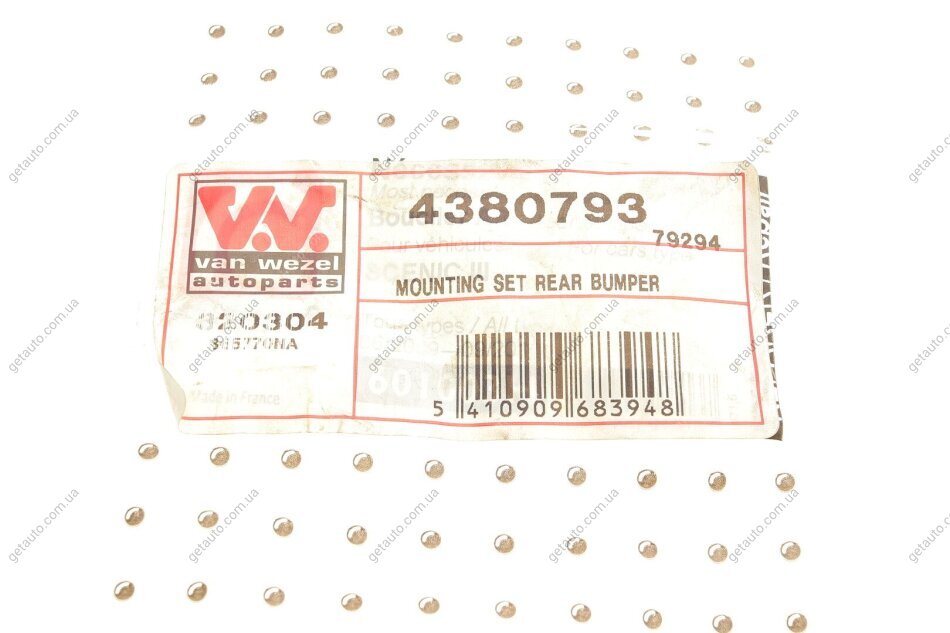 4380793
79294
van wezel
autoparts
MOUNTING SET REAR BUMPER
820304
Made in France
SCENIC III
5 410909 683948
getauto.com.ua